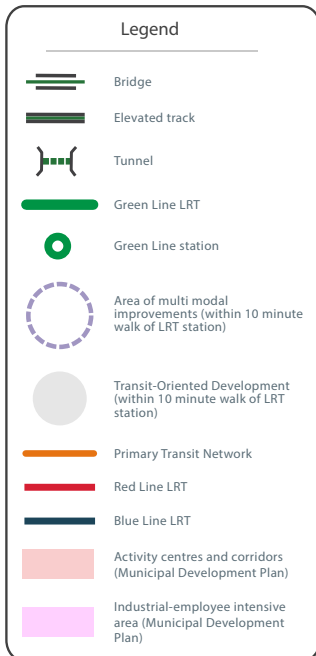 Legend
Bridge
Elevated track
Tunnel
Green Line LRT
Green Line station
Area of multi modal
improvements (within 10 minute
walk of LRT station)
Transit-Oriented Development
(within 10 minute walk of LRT
station)
Primary Transit Network
Red Line LRT
Blue Line LRT
Activity centres and corridors
(Municipal Development Plan)
Industrial-employee intensive
area (Municipal Development
Plan)